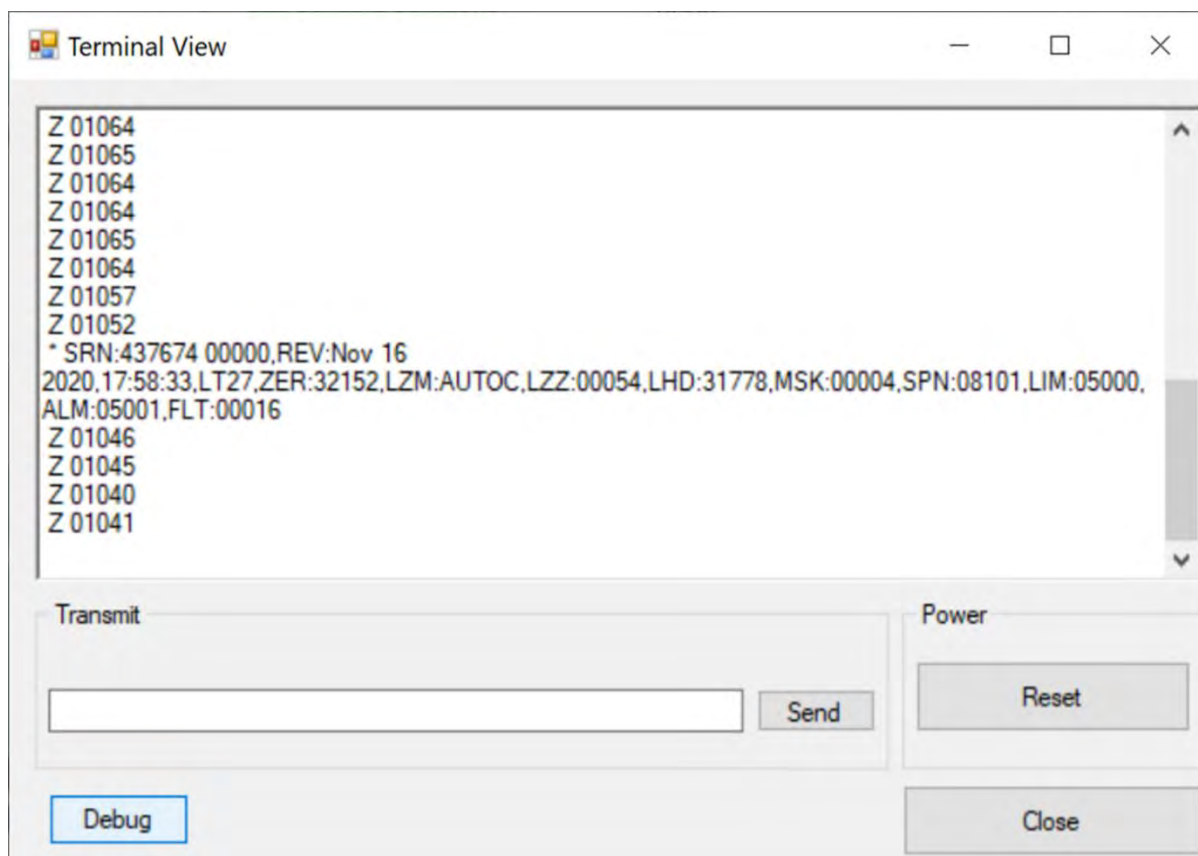 Terminal View
Z 01064
Z 01065
Z 01064
Z 01064
Z 01065
Z 01064
Z 01057
Z 01052
* SRN:437674 00000,REV:Nov 16
2020,17:58:33,LT27,ZER:32152,LZM:AUTOC,LZZ:00054,LHD:31778,MSK:00004,SPN:08101,LIM:05000,
ALM:05001,FLT:00016
Z 01046
Z 01045
Z 01040
Z 01041
Transmit
Power
Send
Reset
Debug
Close